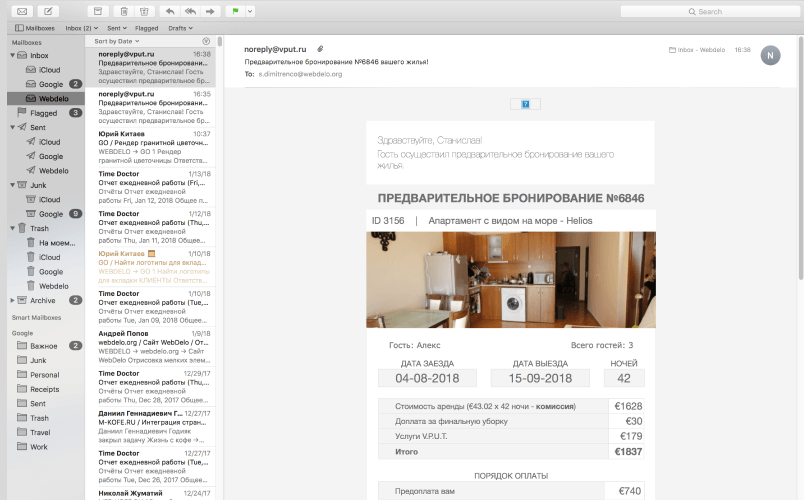 Search
Mailboxes Inbox (2) Sent Flagged Drafts
Mailboxes
Inbox
iCloud
Google 2
Webdelo
Flagged 3
Sent
iCloud
Google
Webdelo
Junk
iCloud
Google 9
Trash
На моем...
iCloud
Google
Webdelo
Archive 2
Smart Mailboxes
Google
Важное 2
Junk
Personal
Receipts
Sent
Trash
Travel
Work
Sort by Date
noreply@vput.ru 16:38
Предварительное бронировани...
Здравствуйте, Станислав! Гость
осуществил предварительное бр...
noreply@vput.ru 16:35
Предварительное бронировани...
Здравствуйте, Станислав! Гость
осуществил предварительное бр...
Юрий Китаев 10:37
GO / Рендер гранитной цветочн...
WEBDELO → GO 1 Рендер
гранитной цветочницы Ответств...
Time Doctor 1/13/18
Отчет ежедневной работы (Fri,...
Отчёты Отчет ежедневной
работы Fri, Jan 12, 2018 Общее п...
Time Doctor 1/12/18
Отчет ежедневной работы (Thu,...
Отчёты Отчет ежедневной
работы Thu, Jan 11, 2018 Общее...
Юрий Китаев 1/10/18
GO / Найти логотипы для вклад...
WEBDELO → GO 1 Найти логотипы
для вкладки КЛИЕНТЫ Ответств...
Time Doctor 1/10/18
Отчет ежедневной работы (Tue,...
Отчёты Отчет ежедневной
работы Tue, Jan 09, 2018 Общее...
Андрей Попов 1/9/18
webdelo.org / Сайт WebDelo / От...
WEBDELO → webdelo.org → Сайт
WebDelo Отрисовка мелких элем...
Time Doctor 12/29/17
Отчет ежедневной работы (Thu,...
Отчёты Отчет ежедневной
работы Thu, Dec 28, 2017 Общее...
Даниил Геннадиевич Г... 12/27/17
M-KOFE.RU / Интеграция стран...
Даниил Геннадиевич Годияк
закрыл задачу Жизнь с кофе →...
Time Doctor 12/27/17
Отчет ежедневной работы (Tue,...
Отчёты Отчет ежедневной
работы Tue, Dec 26, 2017 Общее...
Николай Жуматий 12/24/17
noreply@vput.ru Inbox - Webdelo 16:38 N
Предварительное бронирование №6846 вашего жилья!
To: s.dimitrenco@webdelo.org
?
Здравствуйте, Станислав!
Гость осуществил предварительное бронирование вашего
жилья.
ПРЕДВАРИТЕЛЬНОЕ БРОНИРОВАНИЕ №6846
ID 3156 | Апартамент с видом на море - Helios
Гость: Алекс Всего гостей: 3
ДАТА ЗАЕЗДА ДАТА ВЫЕЗДА НОЧЕЙ
04-08-2018 15-09-2018 42
Стоимость аренды (€43.02 x 42 ночи - комиссия) €1628
Доплата за финальную уборку €30
Услуги V.P.U.T. €179
Итого €1837
ПОРЯДОК ОПЛАТЫ
Предоплата вам €740